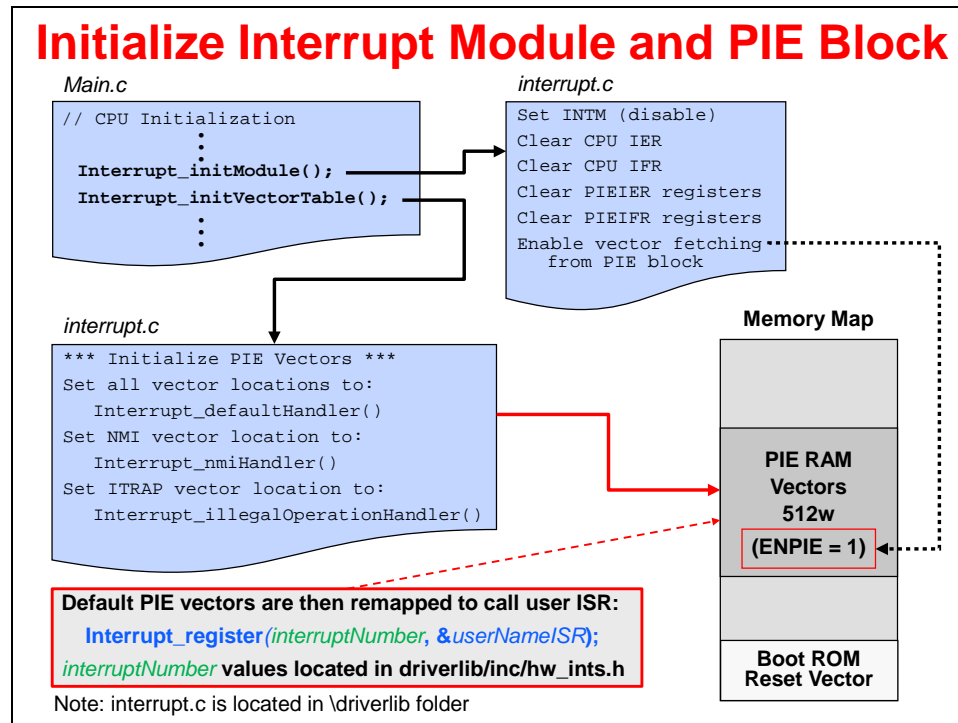 Initialize Interrupt Module and PIE Block
Main.c
// CPU Initialization
Interrupt_initModule();
Interrupt_initVectorTable();
interrupt.c
Set INTM (disable)
Clear CPU IER
Clear CPU IFR
Clear PIEIER registers
Clear PIEIFR registers
Enable vector fetching
from PIE block
interrupt.c
*** Initialize PIE Vectors ***
Set all vector locations to:
Interrupt_defaultHandler()
Set NMI vector location to:
Interrupt_nmiHandler()
Set ITRAP vector location to:
Interrupt_illegalOperationHandler()
Memory Map
PIE RAM
Vectors
512w
(ENPIE = 1)
Boot ROM
Reset Vector
Default PIE vectors are then remapped to call user ISR:
Interrupt_register(interruptNumber, &userNameISR);
interruptNumber values located in driverlib/inc/hw_ints.h
Note: interrupt.c is located in \driverlib folder